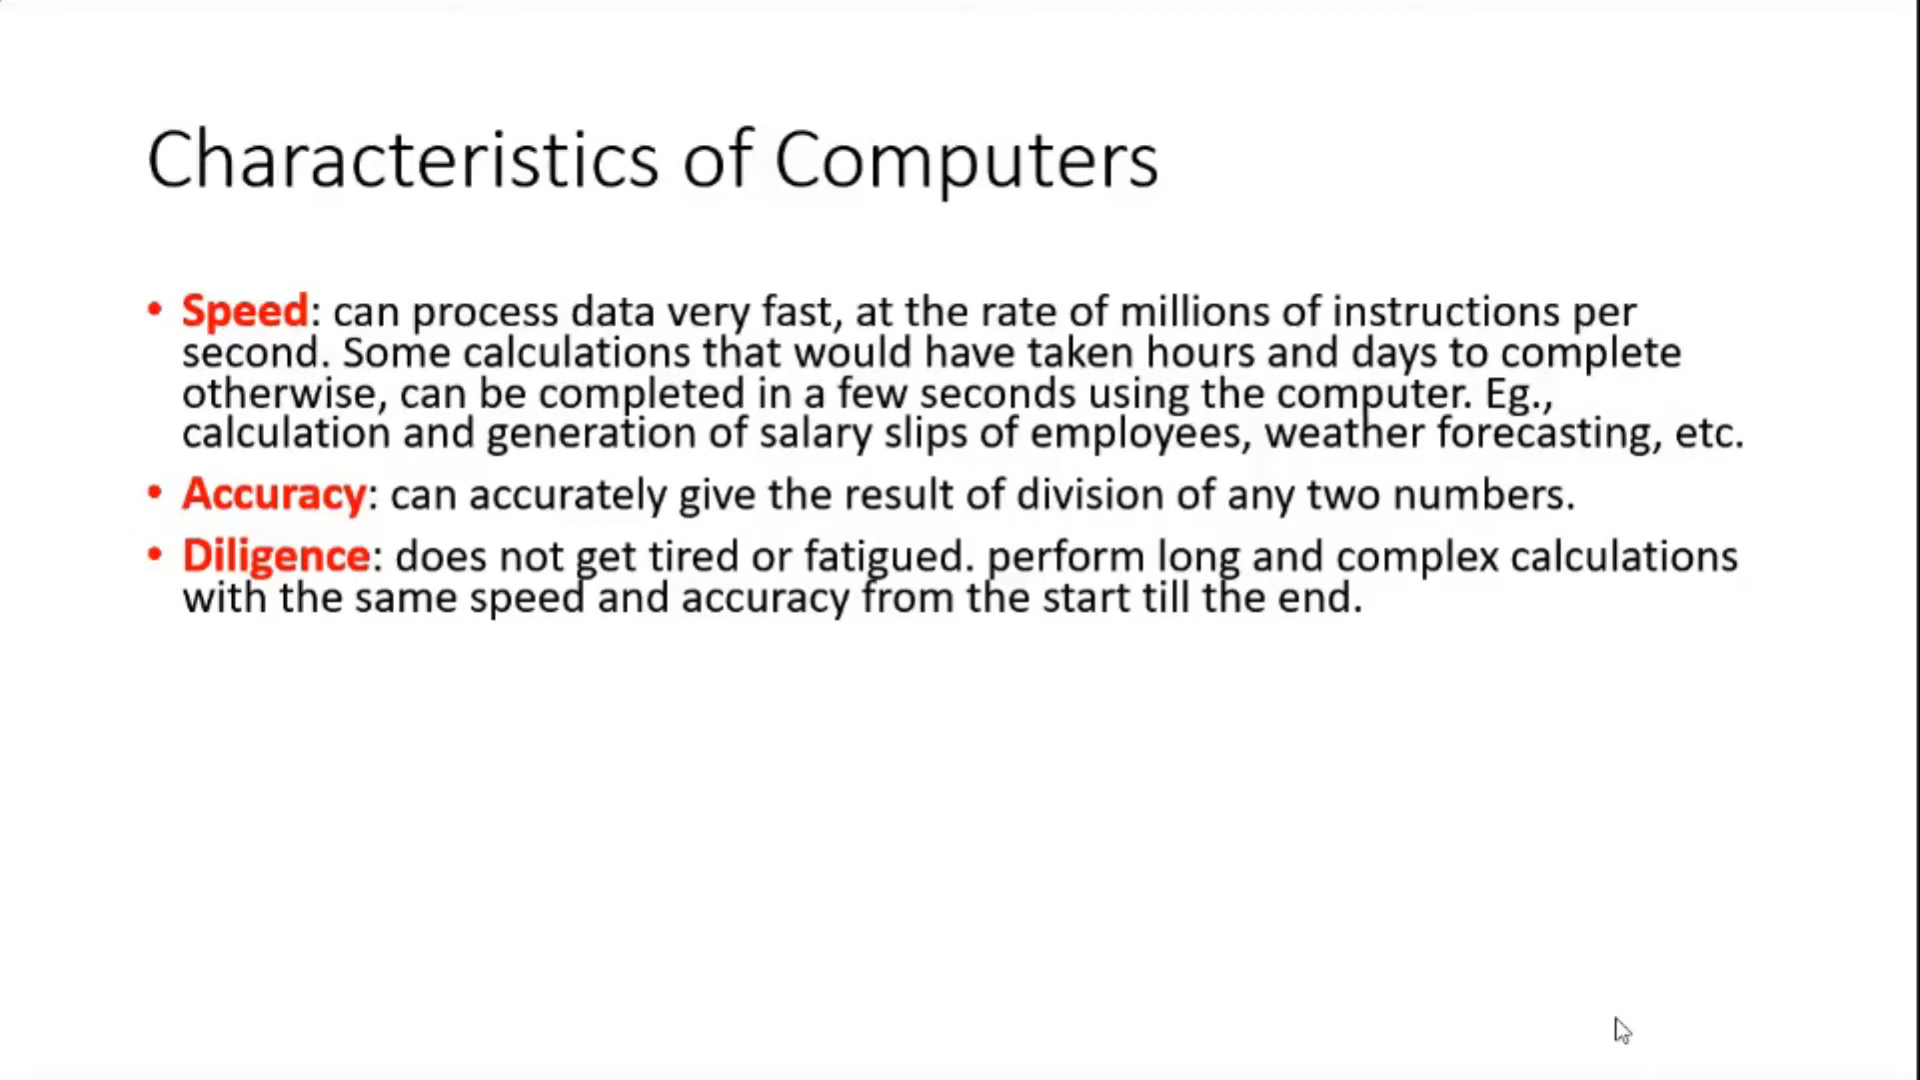 Characteristics of Computers
• Speed: can process data very fast, at the rate of millions of instructions per
second. Some calculations that would have taken hours and days to complete
otherwise, can be completed in a few seconds using the computer. Eg.,
calculation and generation of salary slips of employees, weather forecasting, etc.
• Accuracy: can accurately give the result of division of any two numbers.
• Diligence: does not get tired or fatigued. perform long and complex calculations
with the same speed and accuracy from the start till the end.